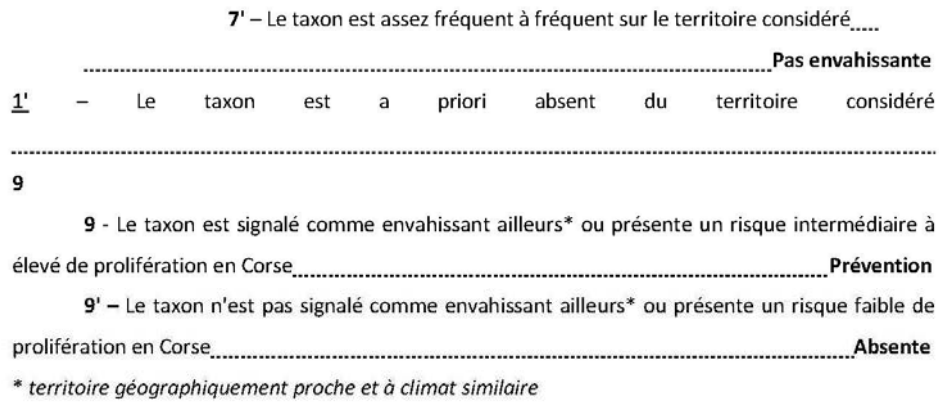 7' – Le taxon est assez fréquent à fréquent sur le territoire considéré.....
..........Pas envahissante
1' – Le taxon est a priori absent du territoire considéré
..........
9
9 - Le taxon est signalé comme envahissant ailleurs* ou présente un risque intermédiaire à
élevé de prolifération en Corse..........Prévention
9' – Le taxon n'est pas signalé comme envahissant ailleurs* ou présente un risque faible de
prolifération en Corse..........Absente
* territoire géographiquement proche et à climat similaire